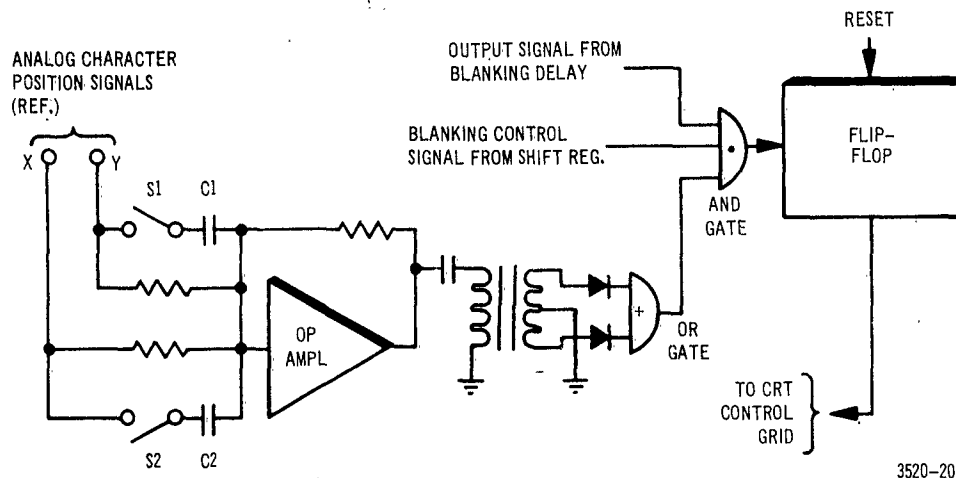 RESET
ANALOG CHARACTER
POSITION SIGNALS
(REF.)
X
Y
OUTPUT SIGNAL FROM
BLANKING DELAY
BLANKING CONTROL
SIGNAL FROM SHIFT REG.
FLIP-
FLOP
AND
GATE
S1
C1
OP
AMPL
+
OR
GATE
S2
C2
TO CRT
CONTROL
GRID
3520-20